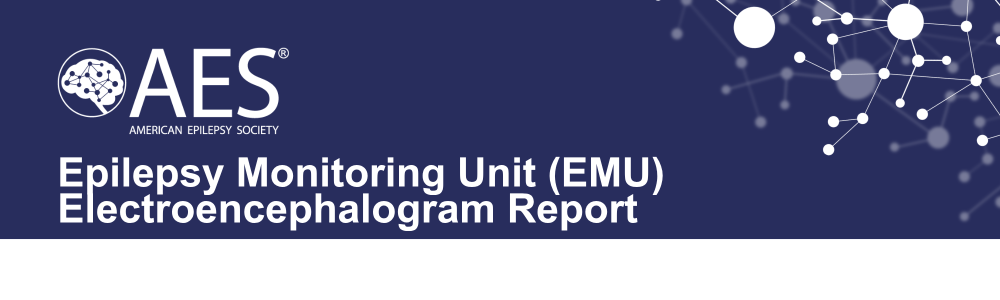 AES®
AMERICAN EPILEPSY SOCIETY
Epilepsy Monitoring Unit (EMU)
Electroencephalogram Report